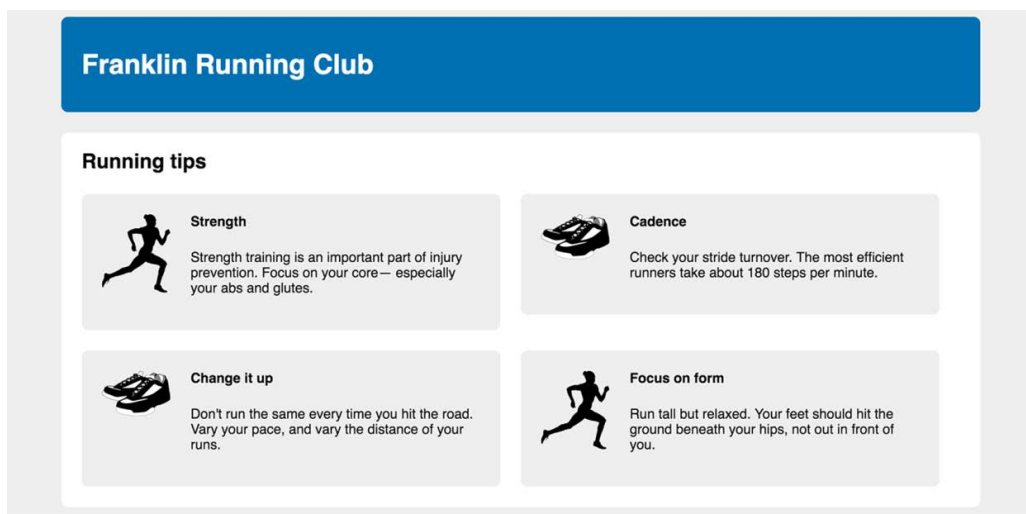 Franklin Running Club
Running tips
Strength
Strength training is an important part of injury
prevention. Focus on your core— especially
your abs and glutes.
Cadence
Check your stride turnover. The most efficient
runners take about 180 steps per minute.
Change it up
Don't run the same every time you hit the road.
Vary your pace, and vary the distance of your
runs.
Focus on form
Run tall but relaxed. Your feet should hit the
ground beneath your hips, not out in front of
you.